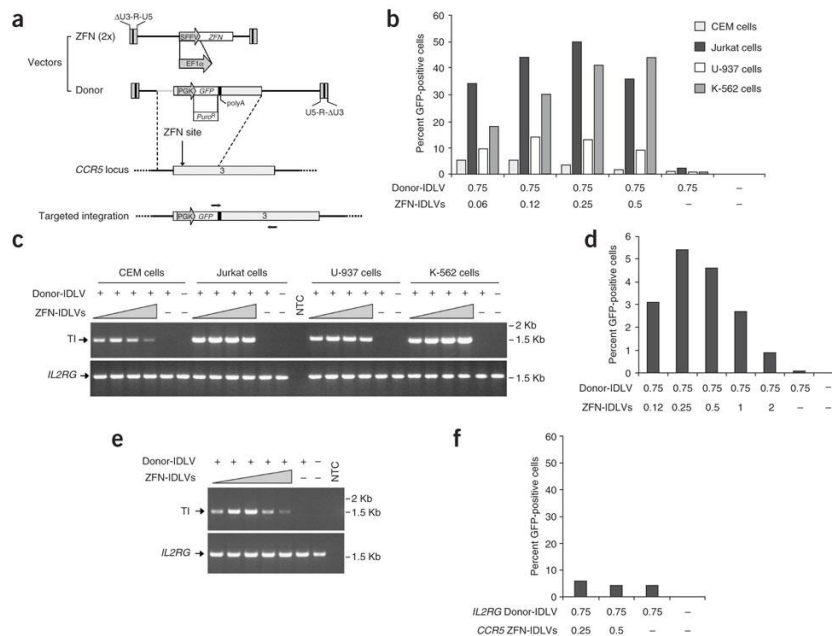 a
ΔU3-R-U5
ZFN (2x)
SFFV
ZFN
EF1α
Vectors
Donor
PGK
GFP
polyA
Puro^R
U5-R-ΔU3
ZFN site
CCR5 locus
3
Targeted integration
PGK
GFP
3
b
Percent GFP-positive cells
60
50
40
30
20
10
0
CEM cells
Jurkat cells
U-937 cells
K-562 cells
Donor-IDLV 0.75 0.75 0.75 0.75 0.75 –
ZFN-IDLVs 0.06 0.12 0.25 0.5 – –
c
CEM cells Jurkat cells U-937 cells K-562 cells
Donor-IDLV + + + + + – + + + + + – NTC + + + + + – + + + + + –
ZFN-IDLVs – – – – – – – –
TI
2 Kb
1.5 Kb
IL2RG
1.5 Kb
d
Percent GFP-positive cells
6
5
4
3
2
1
0
Donor-IDLV 0.75 0.75 0.75 0.75 0.75 0.75 –
ZFN-IDLVs 0.12 0.25 0.5 1 2 – –
e
Donor-IDLV + + + + + + – NTC
ZFN-IDLVs – –
TI
2 Kb
1.5 Kb
IL2RG
1.5 Kb
f
Percent GFP-positive cells
60
50
40
30
20
10
0
IL2RG Donor-IDLV 0.75 0.75 0.75 –
CCR5 ZFN-IDLVs 0.25 0.5 – –